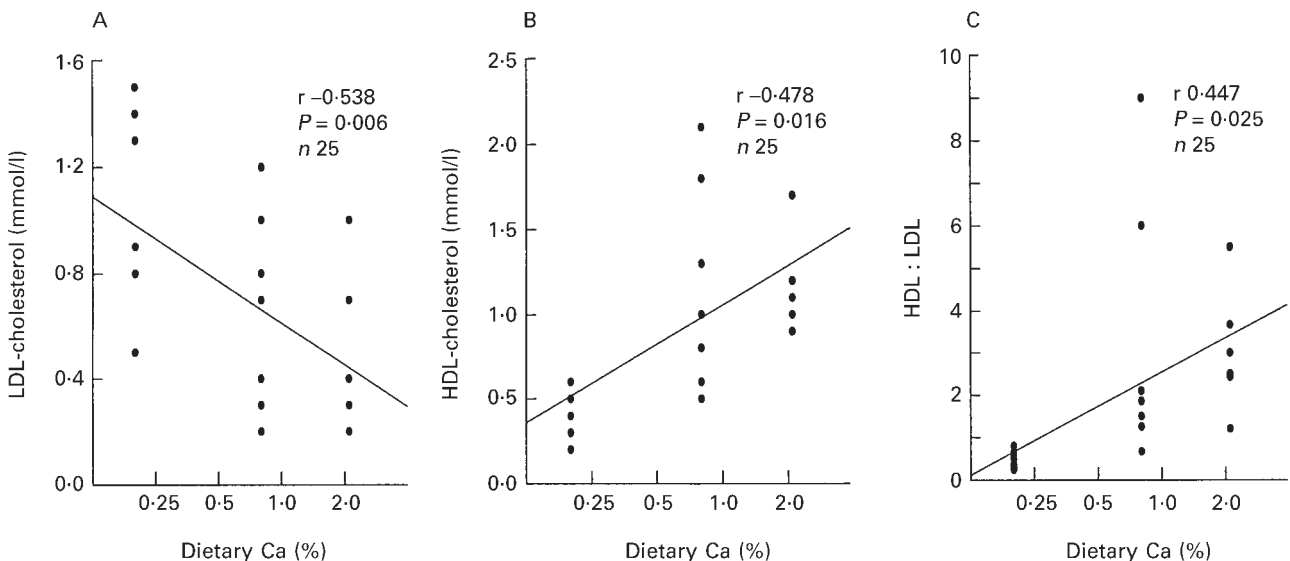 A
LDL-cholesterol (mmol/l)
1·6
1·2
0·8
0·4
0·0
r –0·538
P = 0·006
n 25
0·25 0·5 1·0 2·0
Dietary Ca (%)
B
HDL-cholesterol (mmol/l)
2·5
2·0
1·5
1·0
0·5
0·0
r –0·478
P = 0·016
n 25
0·25 0·5 1·0 2·0
Dietary Ca (%)
C
HDL : LDL
10
8
6
4
2
0
r 0·447
P = 0·025
n 25
0·25 0·5 1·0 2·0
Dietary Ca (%)